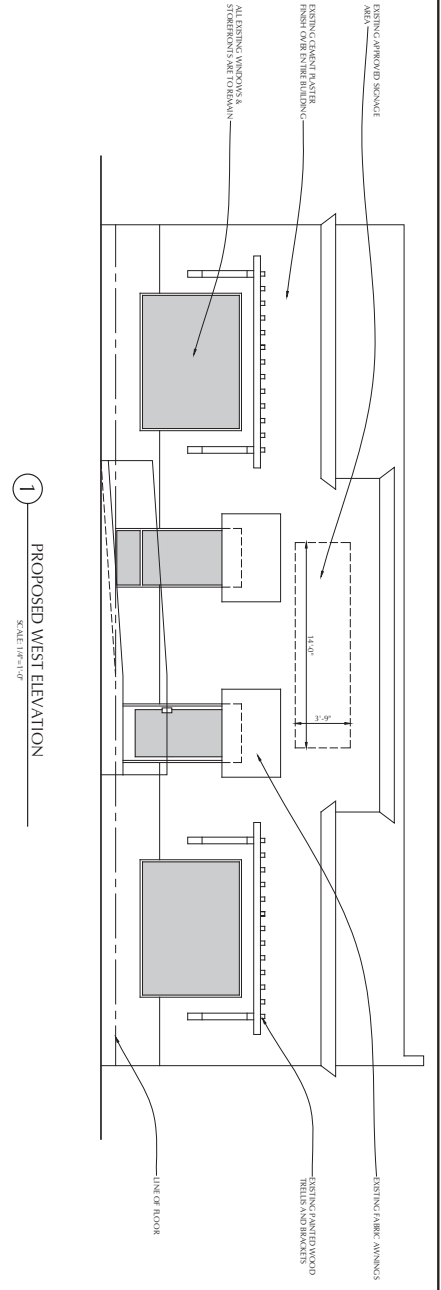 EXISTING APPROVED SIGNAGE
AREA
EXISTING CEMENT PLASTER
FINISH OVER ENTIRE BUILDING
ALL EXISTING WINDOWS &
STOREFRONTS ARE TO REMAIN
14'-0"
3'-9"
EXISTING FABRIC AWNINGS
EXISTING PAINTED WOOD
TRELLIS AND BRACKETS
LINE OF FLOOR
1
PROPOSED WEST ELEVATION
SCALE: 1/4"=1'-0"